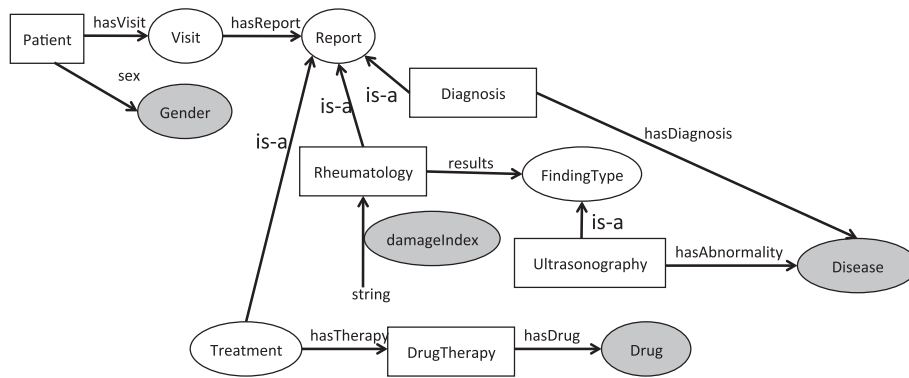 hasVisit
hasReport
Patient
Visit
Report
sex
is-a
is-a
Diagnosis
Gender
hasDiagnosis
is-a
results
Rheumatology
FindingType
is-a
damageIndex
hasAbnormality
Ultrasonography
Disease
string
hasTherapy
hasDrug
Treatment
DrugTherapy
Drug